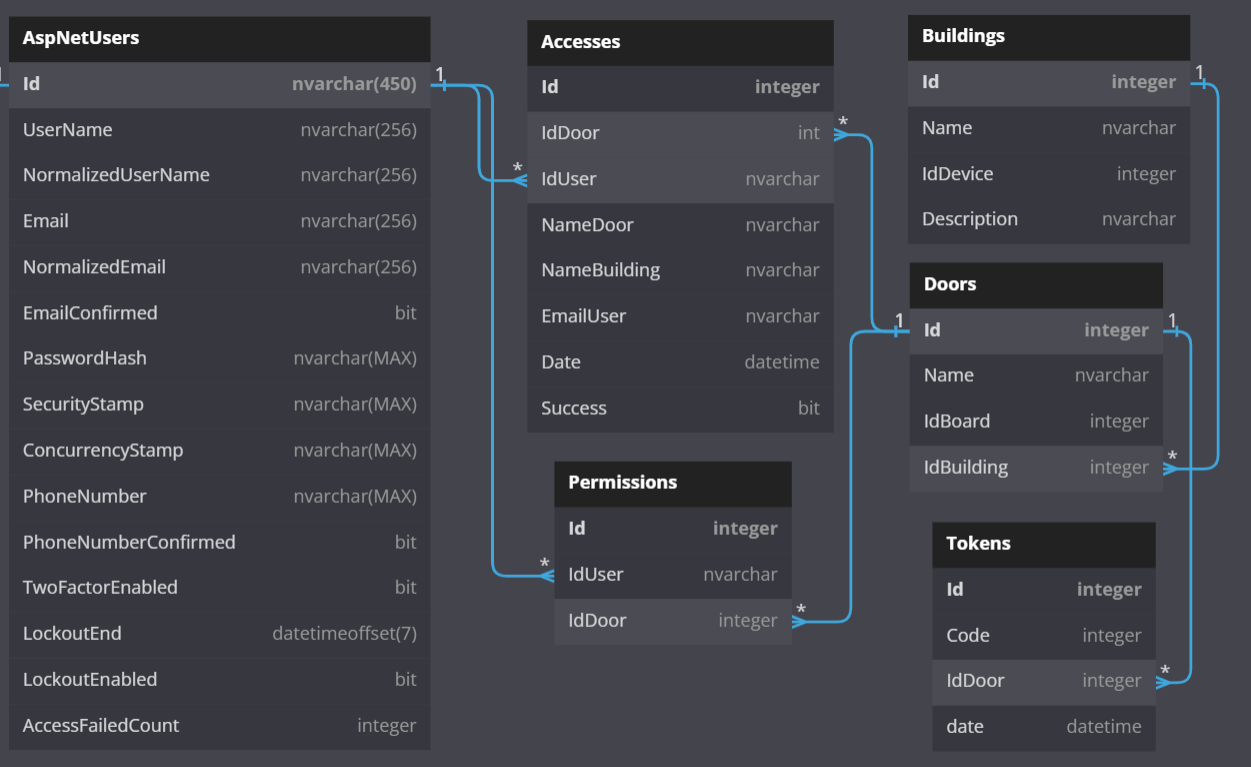 AspNetUsers
Id nvarchar(450)
UserName nvarchar(256)
NormalizedUserName nvarchar(256)
Email nvarchar(256)
NormalizedEmail nvarchar(256)
EmailConfirmed bit
PasswordHash nvarchar(MAX)
SecurityStamp nvarchar(MAX)
ConcurrencyStamp nvarchar(MAX)
PhoneNumber nvarchar(MAX)
PhoneNumberConfirmed bit
TwoFactorEnabled bit
LockoutEnd datetimeoffset(7)
LockoutEnabled bit
AccessFailedCount integer
1
1
*
*
Accesses
Id integer
IdDoor int
IdUser nvarchar
NameDoor nvarchar
NameBuilding nvarchar
EmailUser nvarchar
Date datetime
Success bit
*
Permissions
Id integer
IdUser nvarchar
IdDoor integer
*
Buildings
Id integer
Name nvarchar
IdDevice integer
Description nvarchar
1
Doors
1
Id integer
1
Name nvarchar
IdBoard integer
IdBuilding integer
*
Tokens
Id integer
Code integer
IdDoor integer
*
date datetime